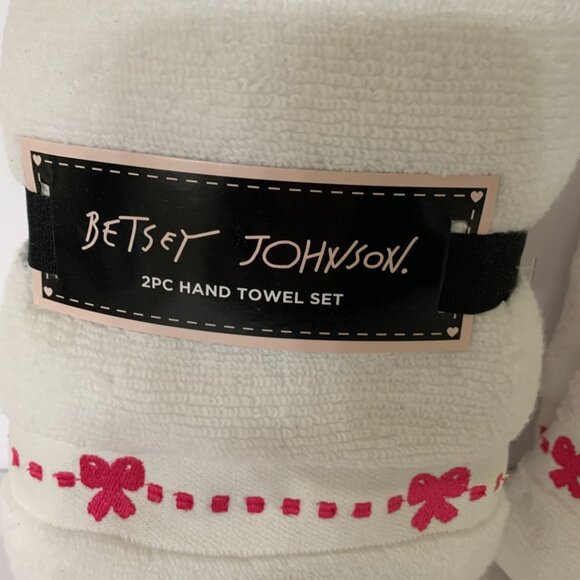 BETSEY JOHNSON.
2PC HAND TOWEL SET